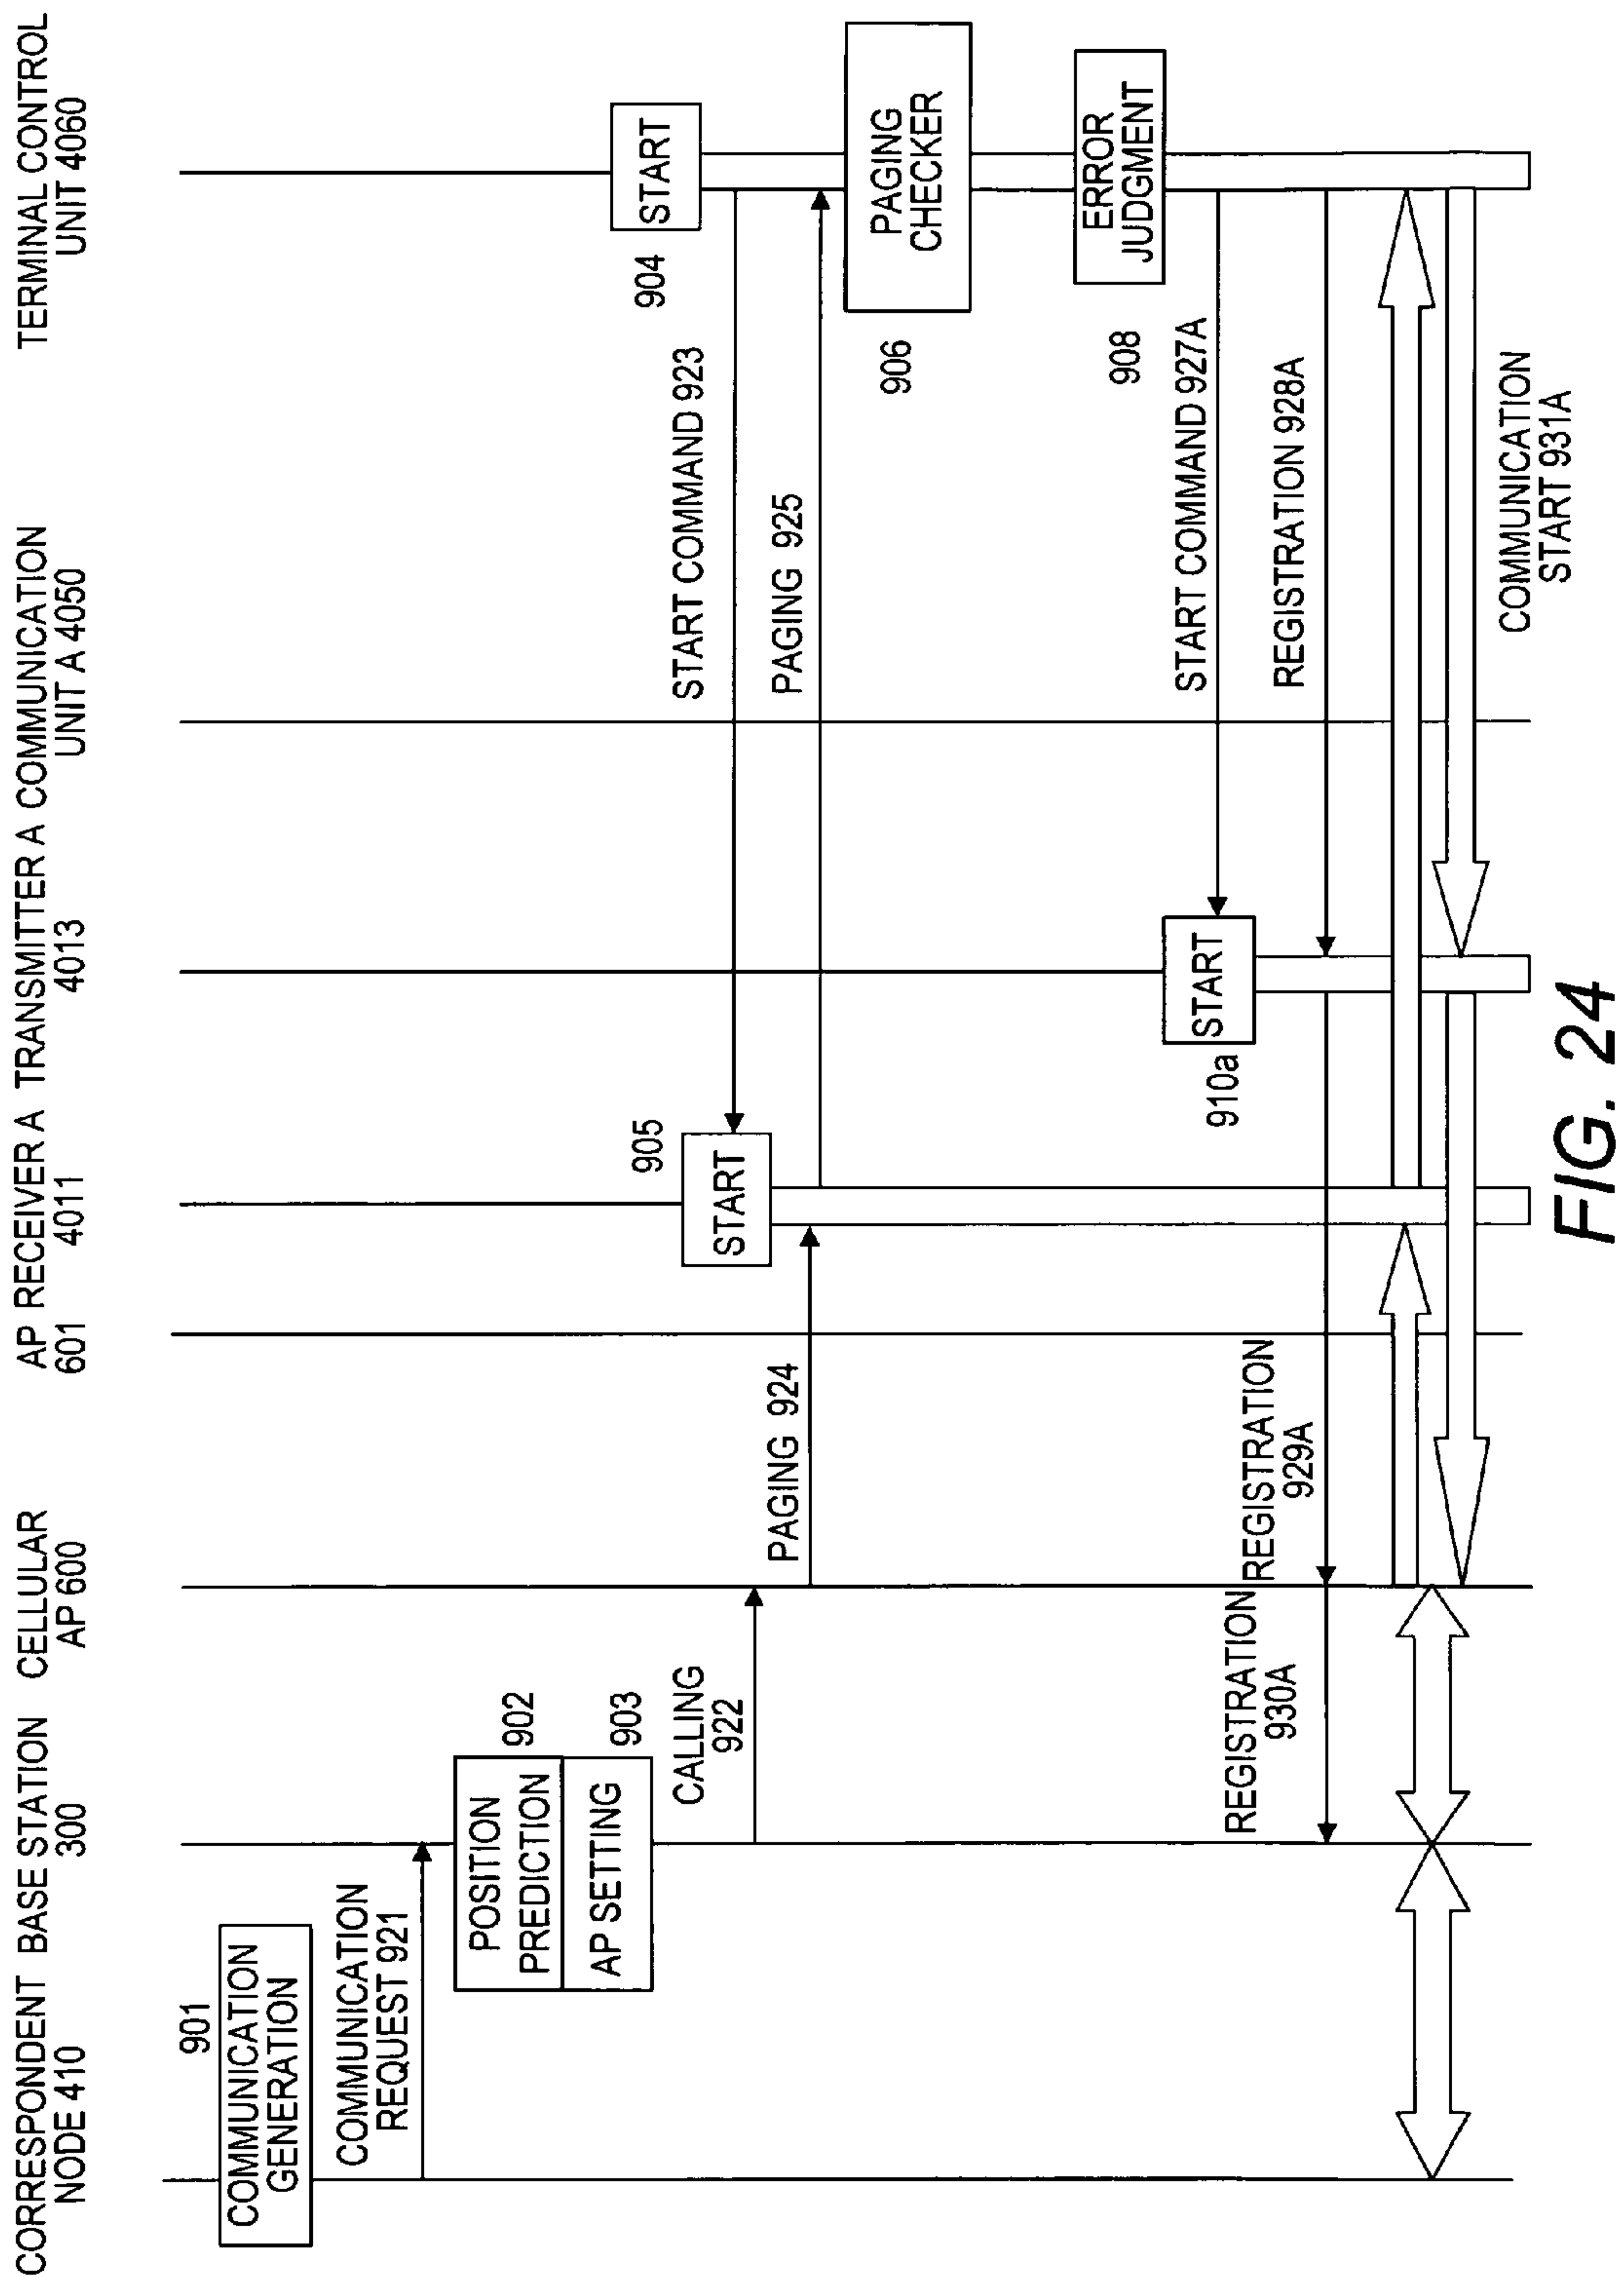 CORRESPONDENT BASE STATION CELLULAR AP RECEIVER A TRANSMITTER A COMMUNICATION TERMINAL CONTROL
NODE 410 300 AP 600 601 4011 4013 UNIT A 4050 UNIT 4060
901
COMMUNICATION
GENERATION
COMMUNICATION
REQUEST 921
902
POSITION
PREDICTION
903
AP SETTING
904
START
CALLING
922
905
START
START COMMAND 923
PAGING 924
PAGING 925
906
PAGING
CHECKER
908
ERROR
JUDGMENT
START COMMAND 927A
910a
START
REGISTRATION 928A
REGISTRATION
929A
REGISTRATION
930A
COMMUNICATION
START 931A
FIG. 24